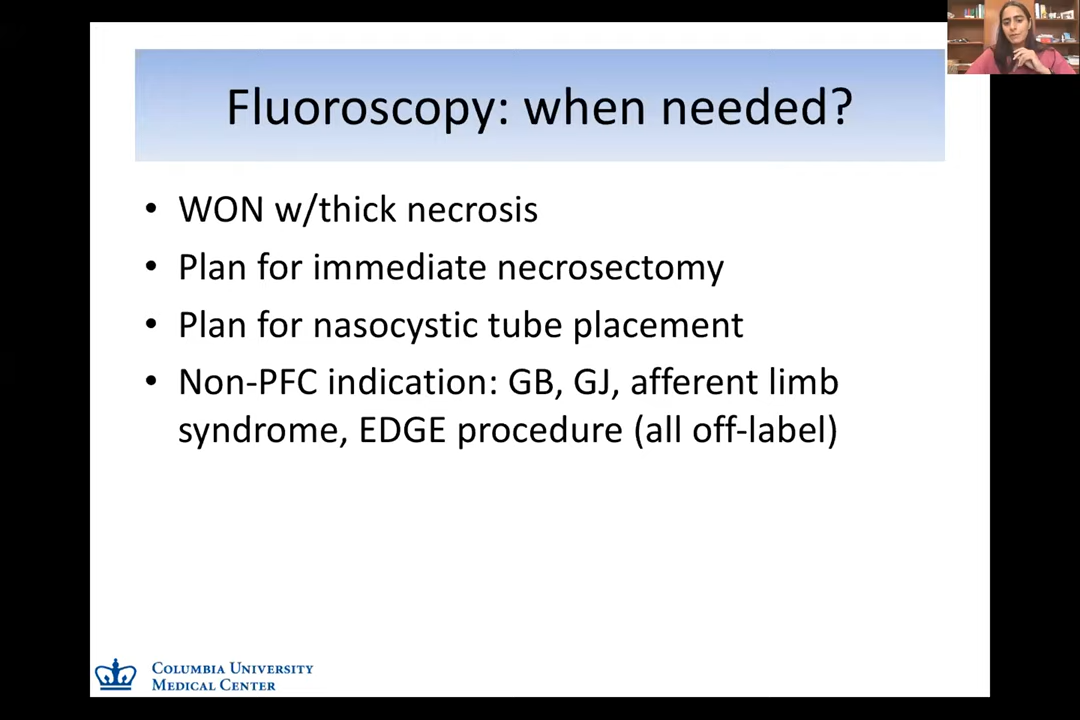 Fluoroscopy: when needed?
• WON w/thick necrosis
• Plan for immediate necrosectomy
• Plan for nasocystic tube placement
• Non-PFC indication: GB, GJ, afferent limb
syndrome, EDGE procedure (all off-label)
COLUMBIA UNIVERSITY
MEDICAL CENTER